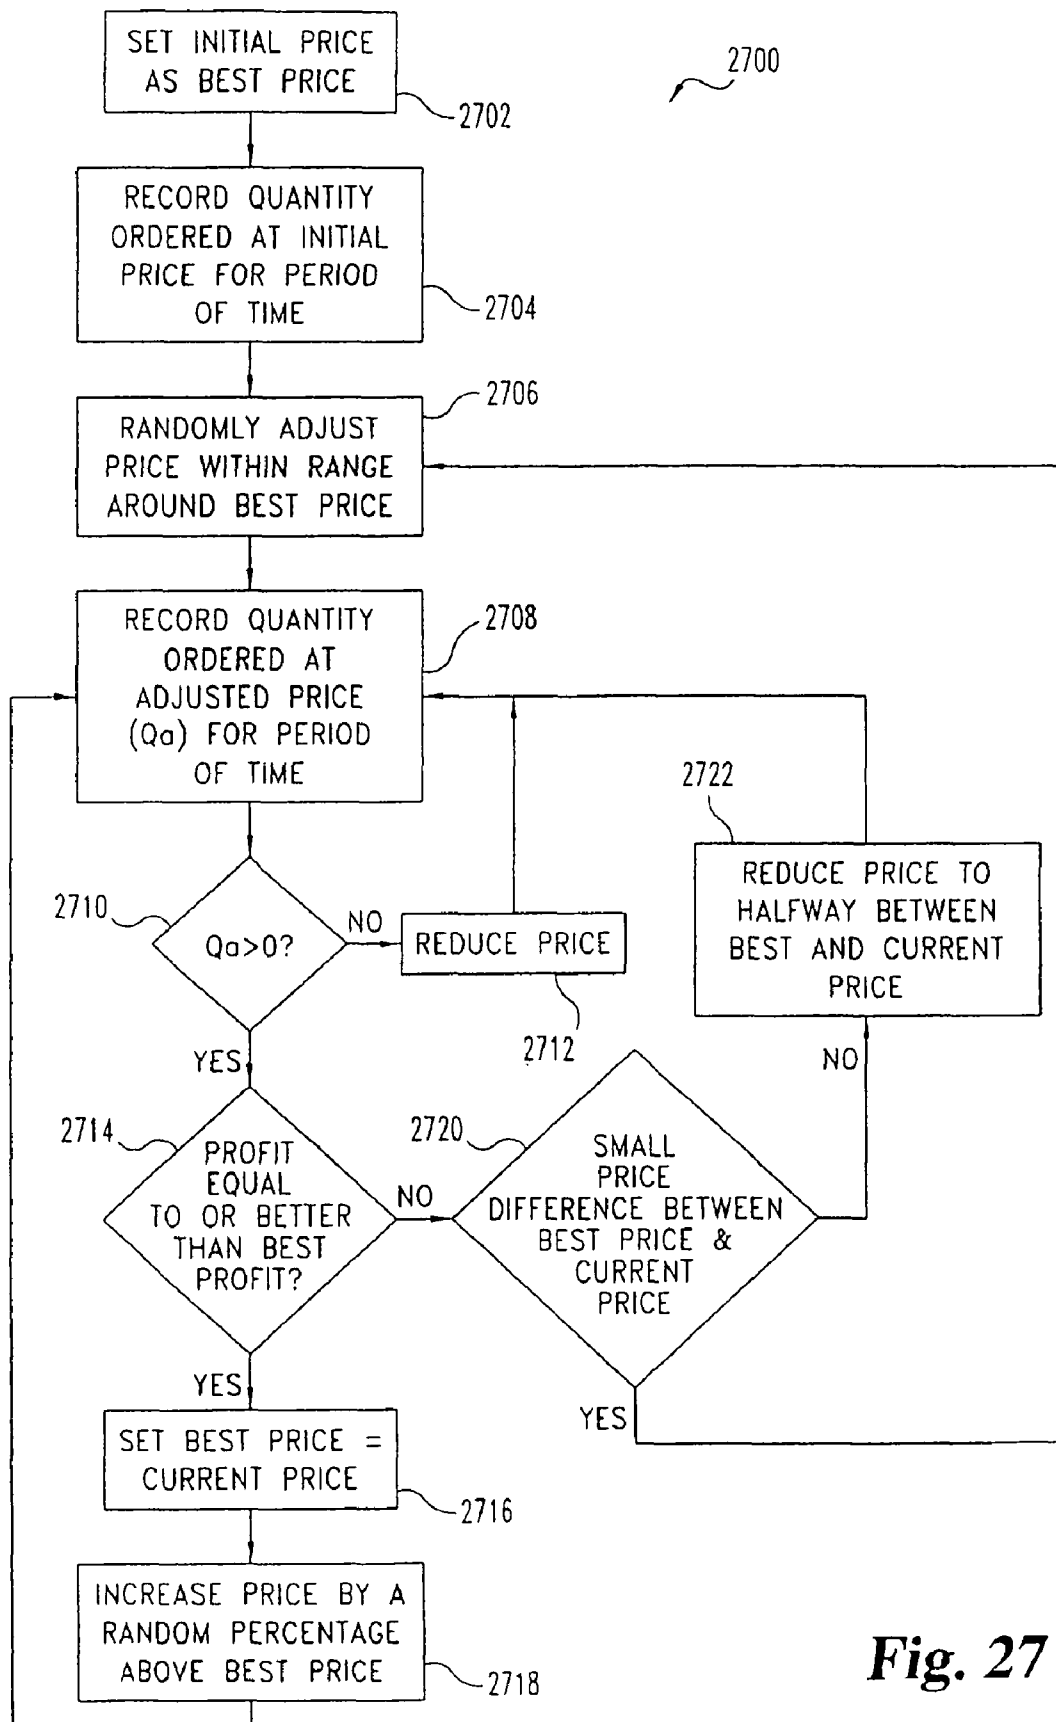 SET INITIAL PRICE
AS BEST PRICE
2702
2700
RECORD QUANTITY
ORDERED AT INITIAL
PRICE FOR PERIOD
OF TIME
2704
2706
RANDOMLY ADJUST
PRICE WITHIN RANGE
AROUND BEST PRICE
RECORD QUANTITY
ORDERED AT
ADJUSTED PRICE
(Qa) FOR PERIOD
OF TIME
2708
2710
Qa>0?
NO
REDUCE PRICE
2712
2722
REDUCE PRICE TO
HALFWAY BETWEEN
BEST AND CURRENT
PRICE
YES
2714
PROFIT
EQUAL
TO OR BETTER
THAN BEST
PROFIT?
NO
2720
SMALL
PRICE
DIFFERENCE BETWEEN
BEST PRICE &
CURRENT
PRICE
NO
YES
YES
SET BEST PRICE =
CURRENT PRICE
2716
INCREASE PRICE BY A
RANDOM PERCENTAGE
ABOVE BEST PRICE
2718
Fig. 27